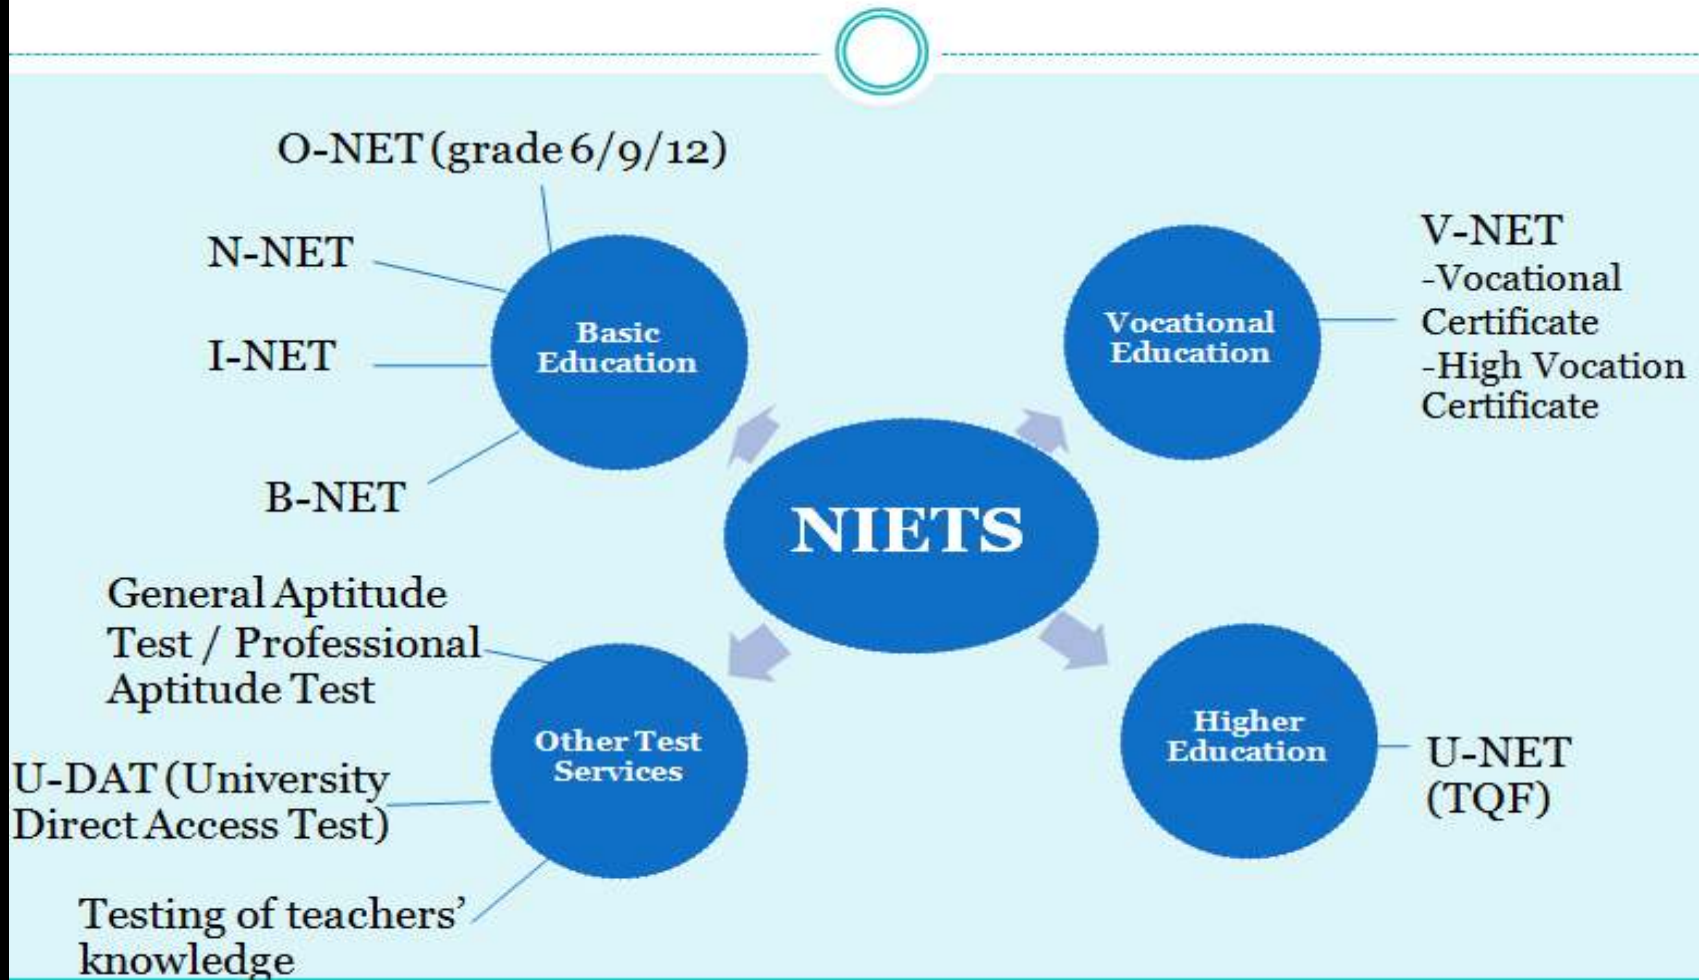 O-NET (grade 6/9/12)
N-NET
I-NET
B-NET
Basic
Education
Vocational
Education
V-NET
-Vocational
Certificate
-High Vocation
Certificate
NIETS
General Aptitude
Test / Professional
Aptitude Test
U-DAT (University
Direct Access Test)
Testing of teachers’
knowledge
Other Test
Services
Higher
Education
U-NET
(TQF)